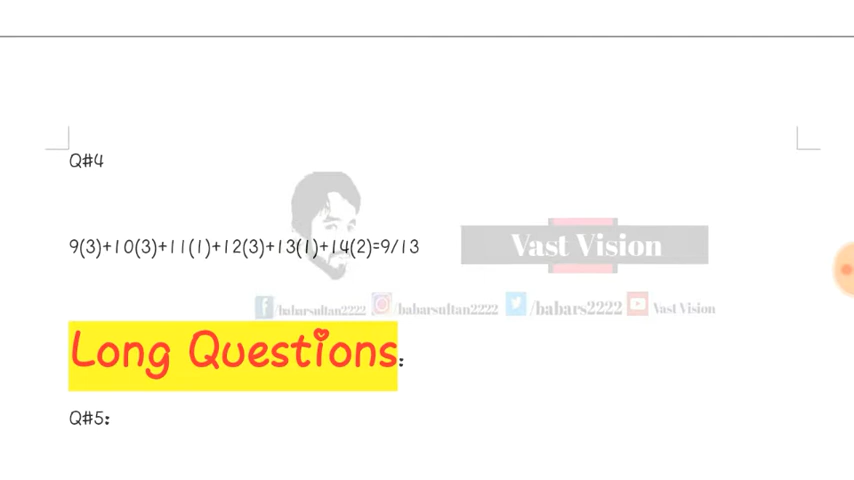 Q#4
9(3)+10(3)+11(1)+12(3)+13(1)+14(2)=9/13
Vast Vision
/babarsultan2222 /babarsultan2222 /babars2222 Vast Vision
Long Questions:
Q#5: